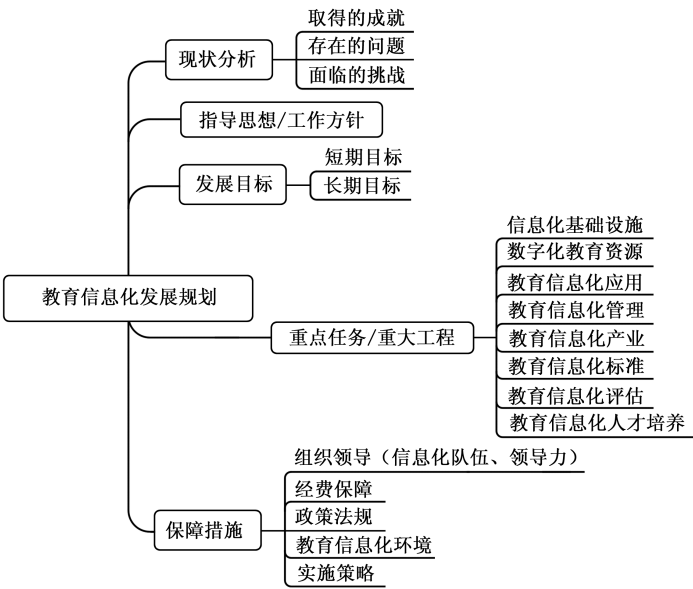 取得的成就
现状分析
存在的问题
面临的挑战
指导思想/工作方针
短期目标
发展目标
长期目标
信息化基础设施
数字化教育资源
教育信息化发展规划
教育信息化应用
教育信息化管理
重点任务/重大工程
教育信息化产业
教育信息化标准
教育信息化评估
教育信息化人才培养
组织领导（信息化队伍、领导力）
经费保障
保障措施
政策法规
教育信息化环境
实施策略